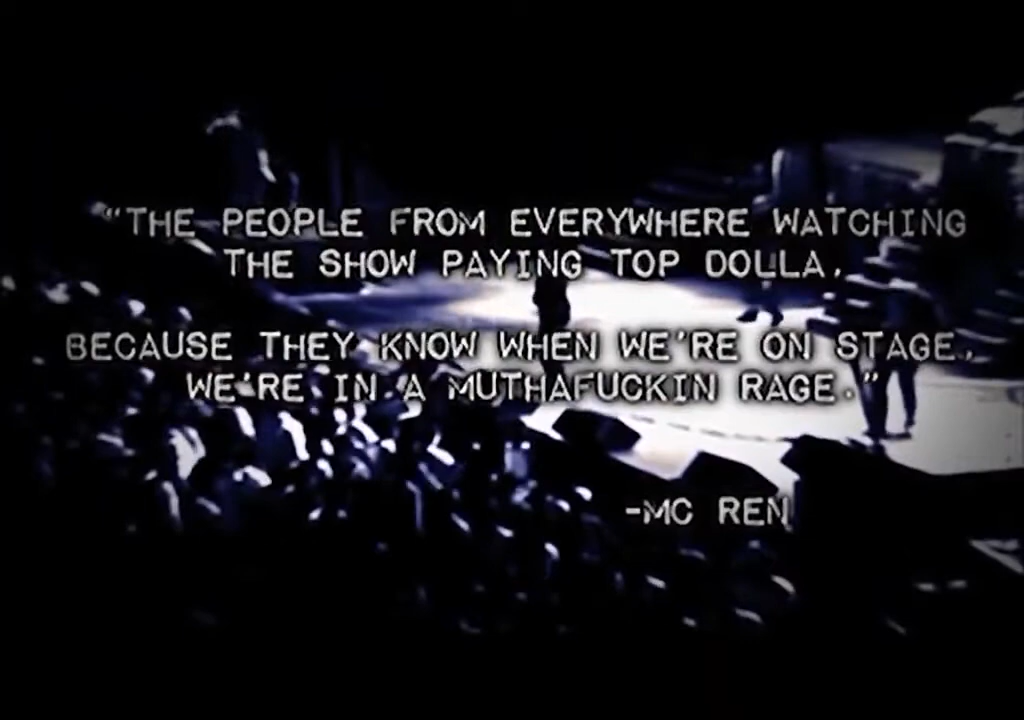 "THE PEOPLE FROM EVERYWHERE WATCHING
THE SHOW PAYING TOP DOLLA,
BECAUSE THEY KNOW WHEN WE'RE ON STAGE,
WE'RE IN A MUTHAFUCKIN RAGE."
-MC REN